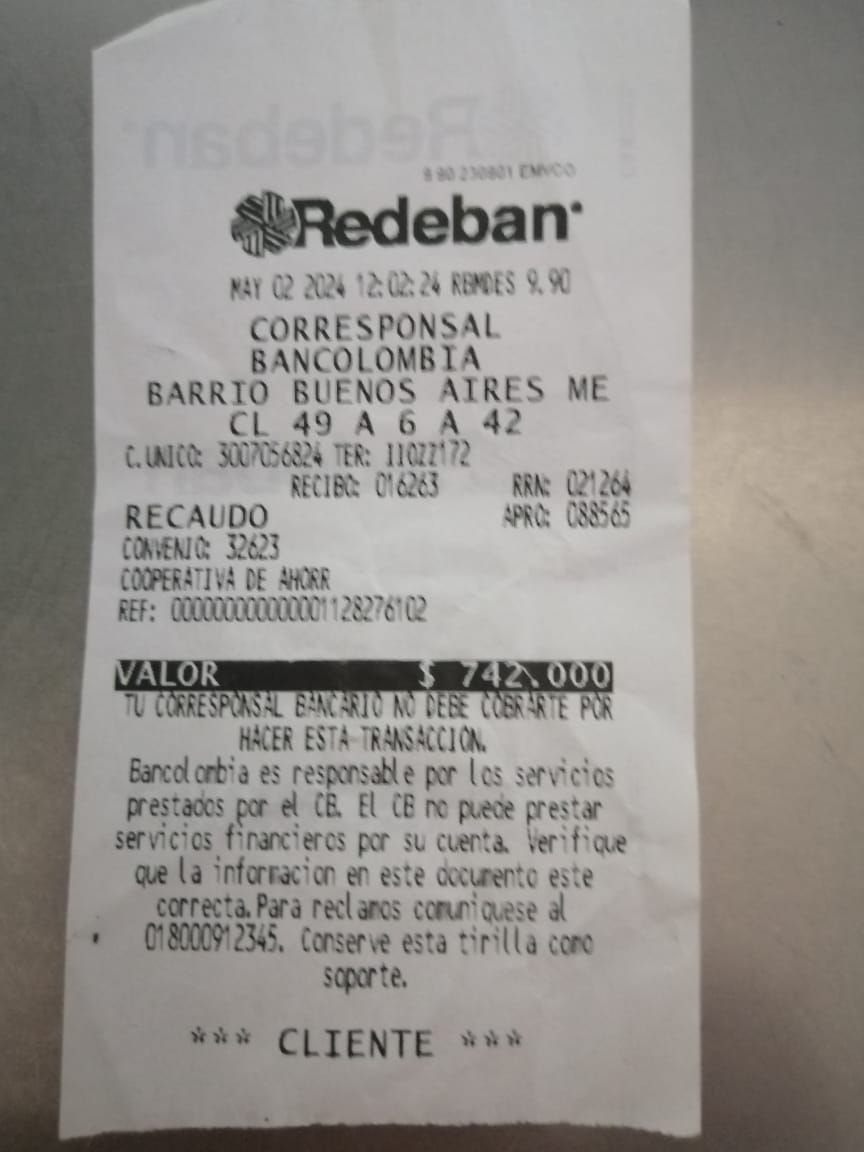 9 90 230801 EMVCO
Redeban
MAY 02 2024 12:02:24 RBMDES 9.90
CORRESPONSAL
BANCOLOMBIA
BARRIO BUENOS AIRES ME
CL 49 A 6 A 42
C.UNICO: 3007056824 TER: 11OZZ172
RECIBO: 016263 RRN: 021264
RECAUDO APRO: 088565
CONVENIO: 32623
COOPERATIVA DE AHORR
REF: 00000000000001128276102
VALOR $ 742.000
TU CORRESPONSAL BANCARIO NO DEBE COBRARTE POR
HACER ESTA TRANSACCION.
Bancolombia es responsable por los servicios
prestados por el CB. El CB no puede prestar
servicios financieros por su cuenta. Verifique
que la informacion en este documento este
correcta.Para reclamos comuniquese al
018000912345. Conserve esta tirilla como
soporte.
*** CLIENTE ***